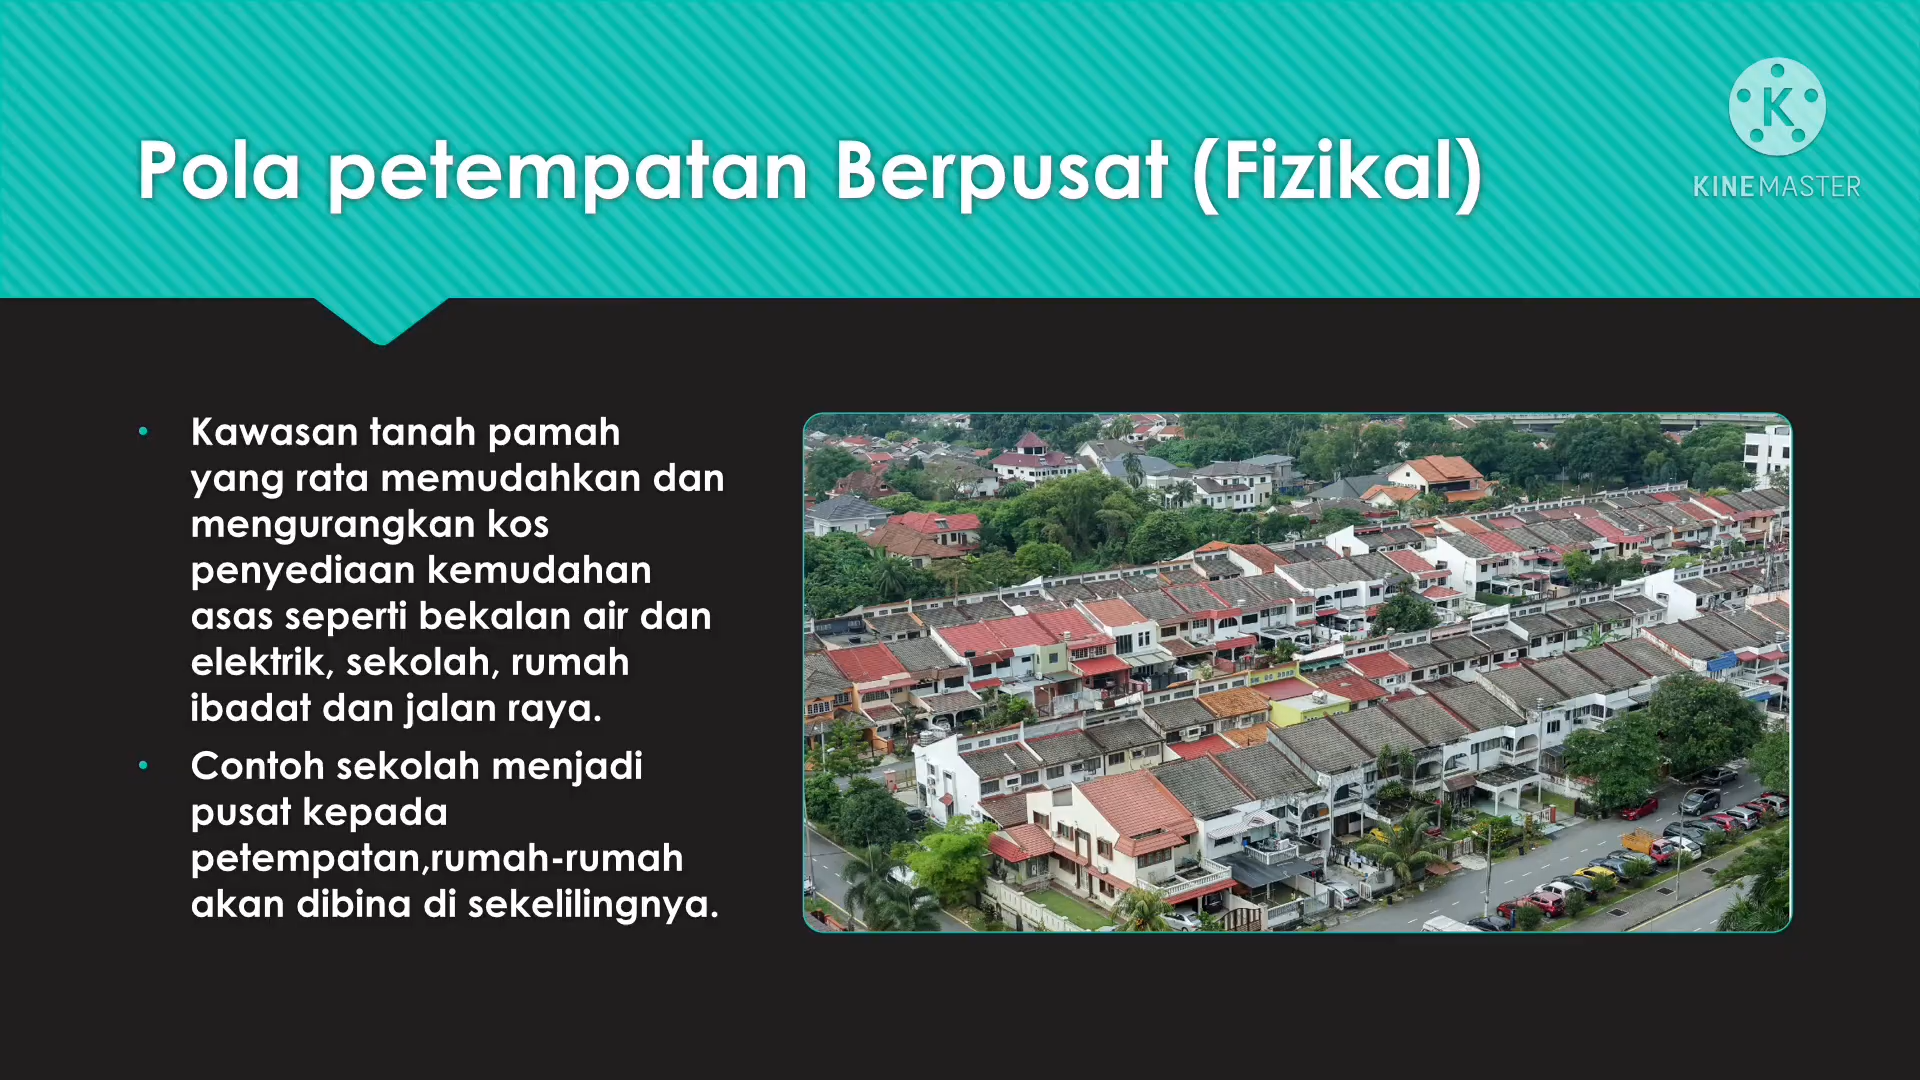 Pola petempatan Berpusat (Fizikal)
K
KINEMASTER
• Kawasan tanah pamah
yang rata memudahkan dan
mengurangkan kos
penyediaan kemudahan
asas seperti bekalan air dan
elektrik, sekolah, rumah
ibadat dan jalan raya.
• Contoh sekolah menjadi
pusat kepada
petempatan,rumah-rumah
akan dibina di sekelilingnya.